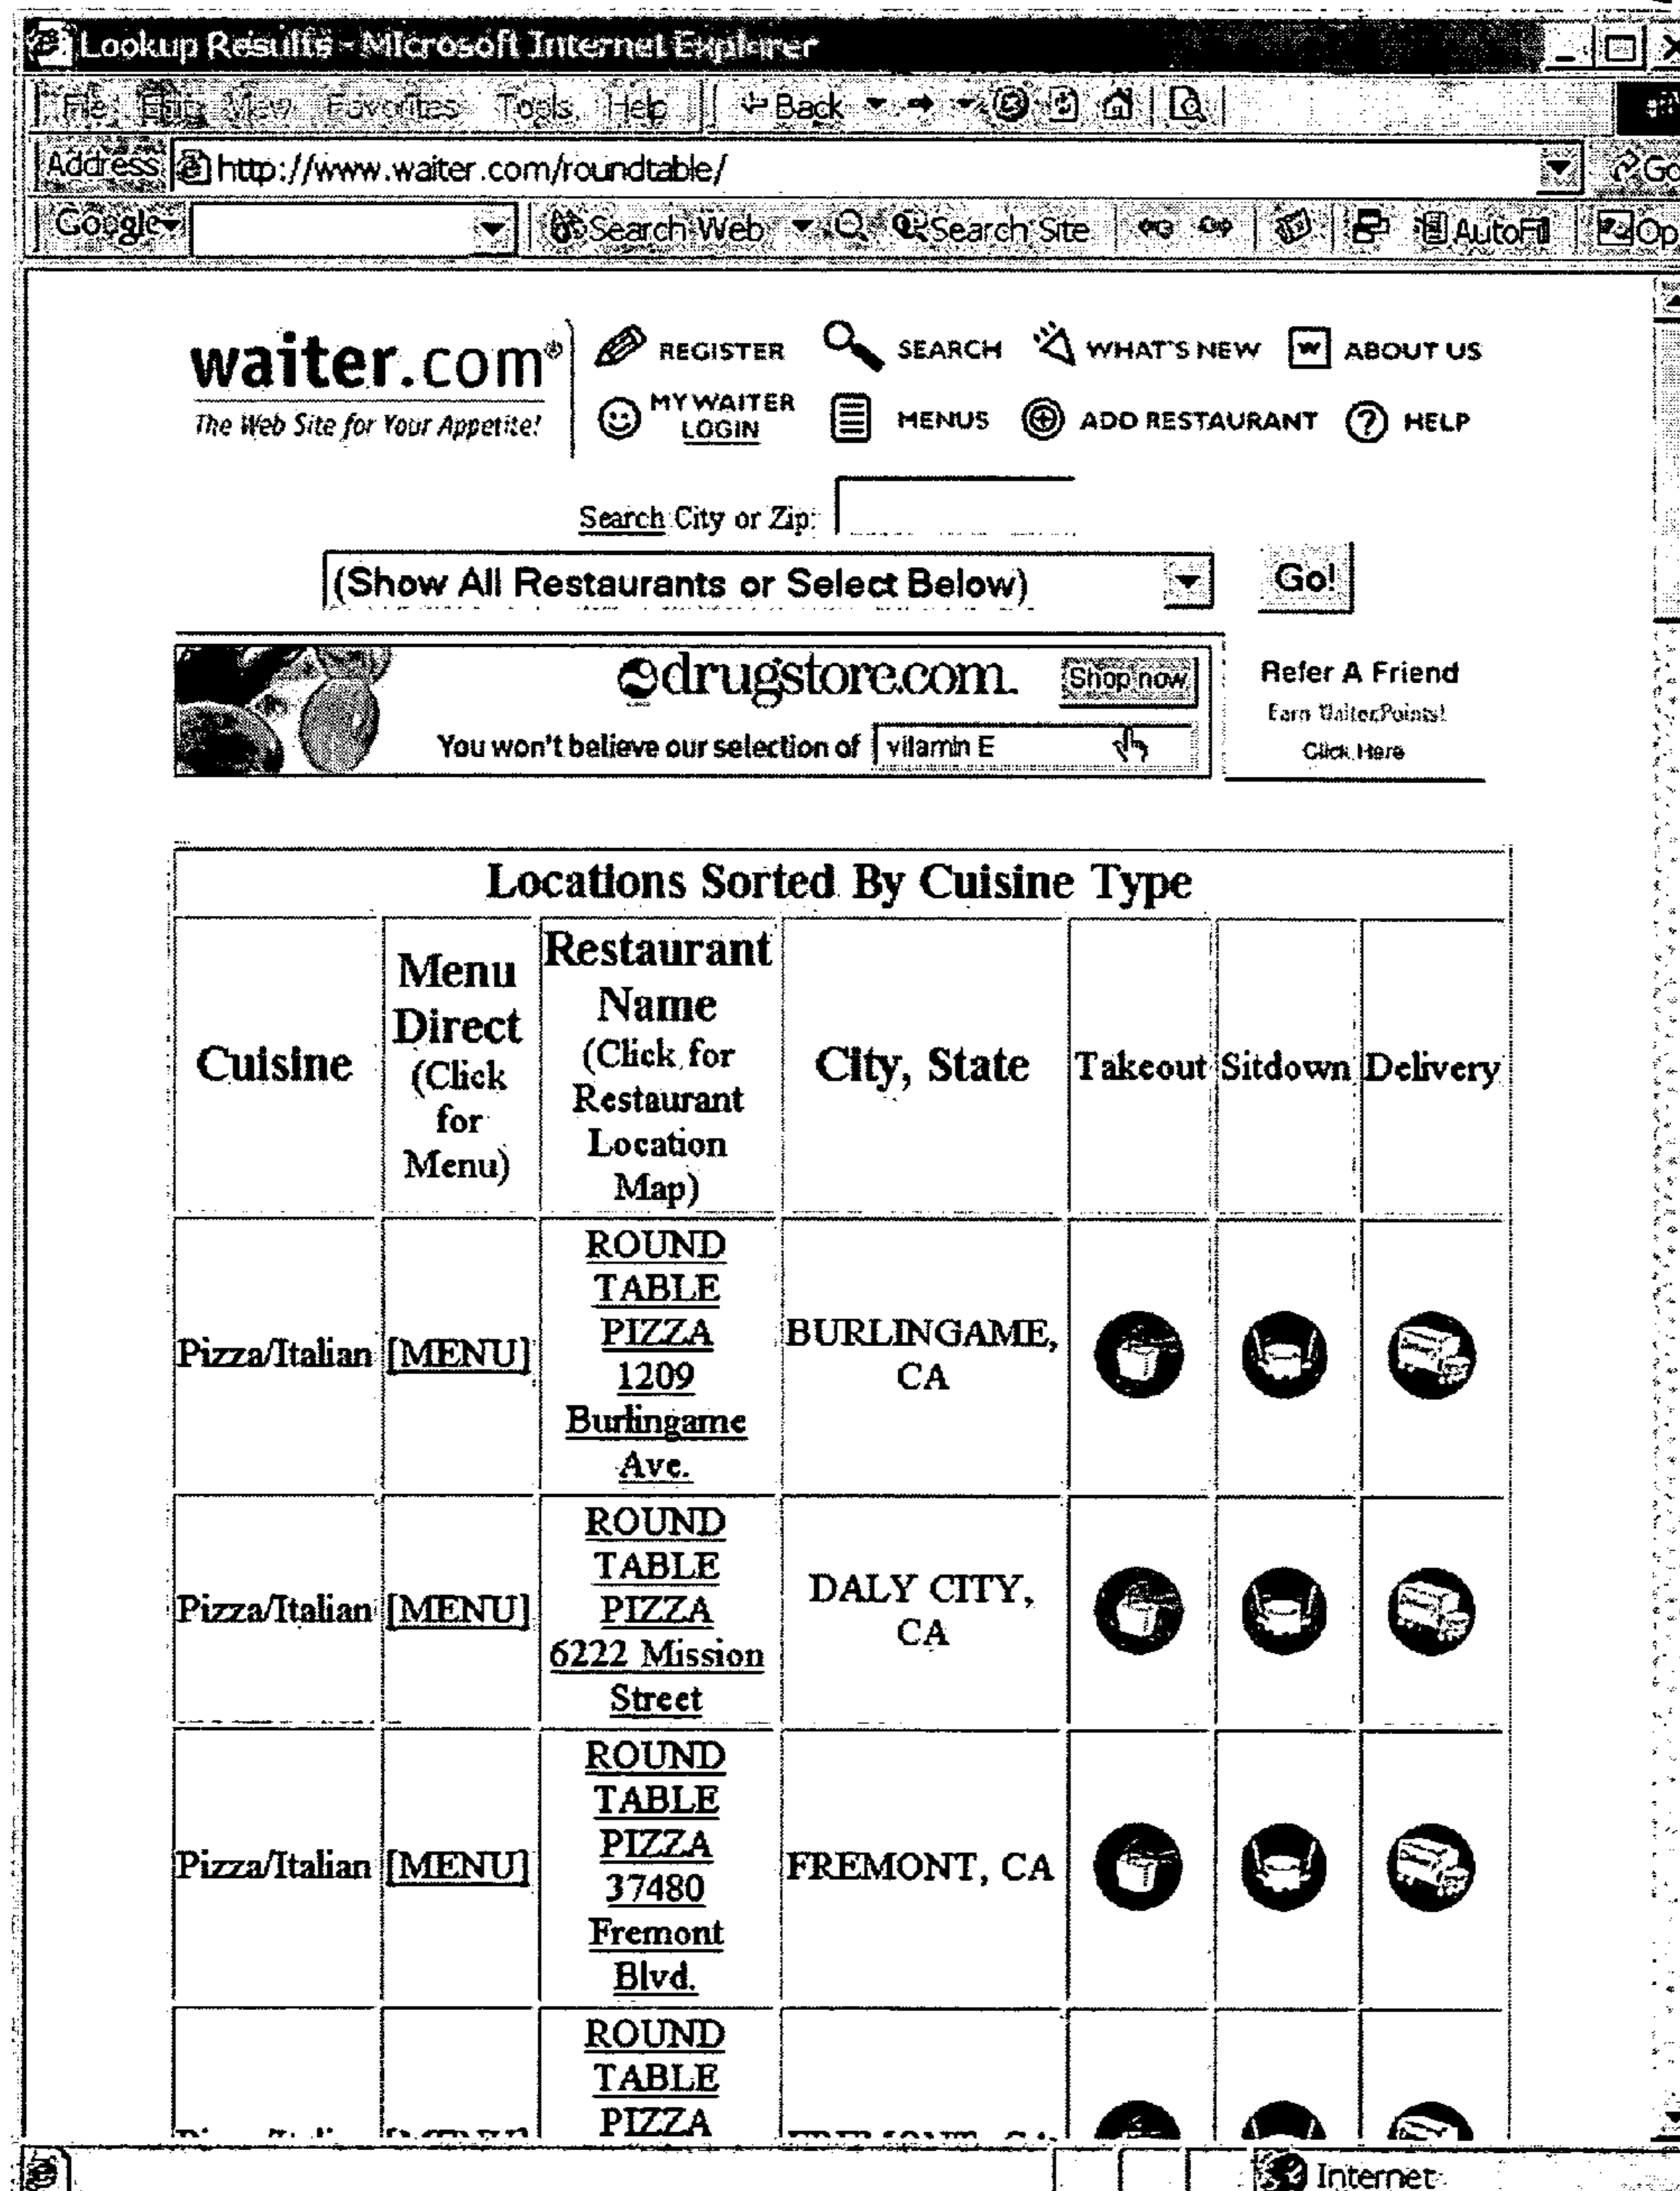 Lookup Results - Microsoft Internet Explorer
File Edit View Favorites Tools Help Back
Address http://www.waiter.com/roundtable/ Go
Google Search Web Search Site AutoFill Op
waiter.com®
The Web Site for Your Appetite!
REGISTER SEARCH WHAT'S NEW W ABOUT US
MY WAITER LOGIN MENUS ADD RESTAURANT ? HELP
Search City or Zip:
(Show All Restaurants or Select Below) Go!
drugstore.com. Shop now
You won't believe our selection of vitamin E
Refer A Friend
Earn WaiterPoints!
Click Here
Locations Sorted By Cuisine Type
Cuisine
Menu
Direct
(Click
for
Menu)
Restaurant
Name
(Click for
Restaurant
Location
Map)
City, State
Takeout
Sitdown
Delivery
Pizza/Italian
[MENU]
ROUND
TABLE
PIZZA
1209
Burlingame
Ave.
BURLINGAME,
CA
Pizza/Italian
[MENU]
ROUND
TABLE
PIZZA
6222 Mission
Street
DALY CITY,
CA
Pizza/Italian
[MENU]
ROUND
TABLE
PIZZA
37480
Fremont
Blvd.
FREMONT, CA
ROUND
TABLE
PIZZA
Internet